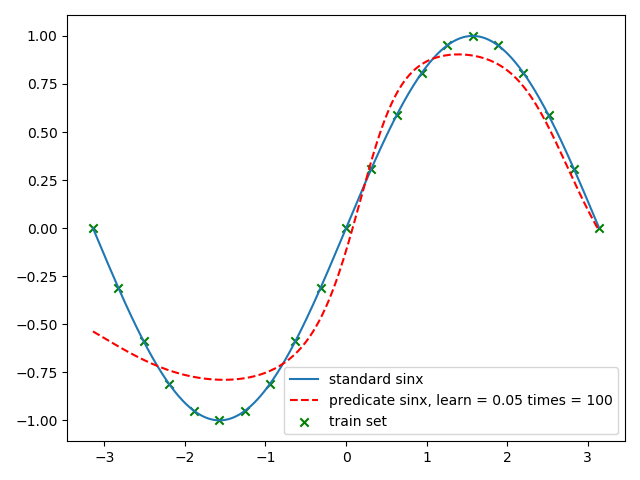 1.00
0.75
0.50
0.25
0.00
−0.25
−0.50
−0.75
−1.00
standard sinx
predicate sinx, learn = 0.05 times = 100
train set
−3 −2 −1 0 1 2 3